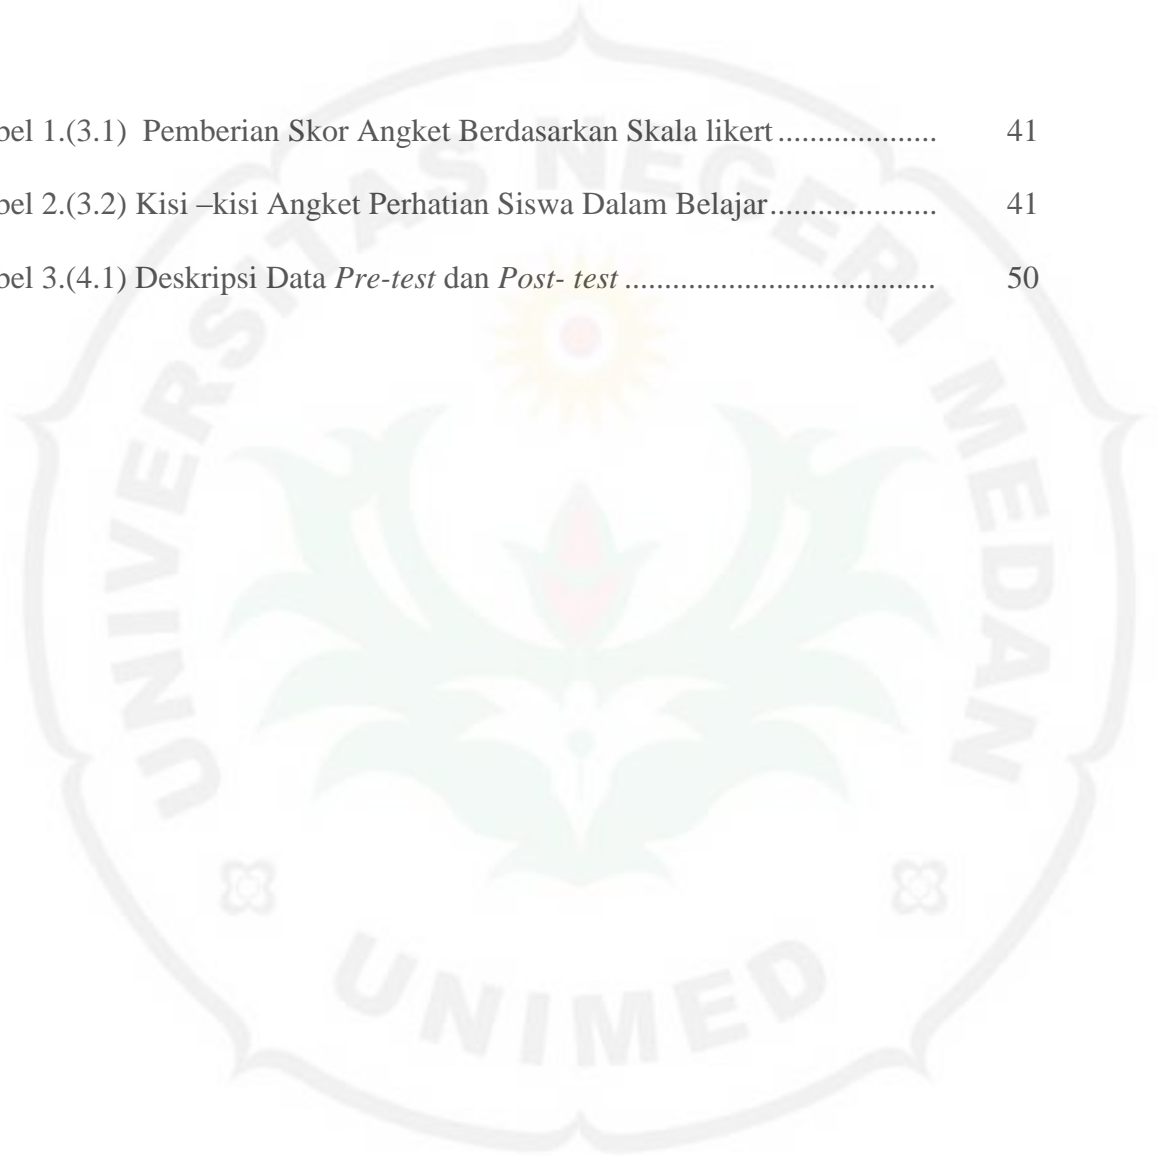 bel 1.(3.1) Pemberian Skor Angket Berdasarkan Skala likert .................... 41
bel 2.(3.2) Kisi –kisi Angket Perhatian Siswa Dalam Belajar..................... 41
bel 3.(4.1) Deskripsi Data Pre-test dan Post- test ....................................... 50
UNIVERSITAS NEGERI MEDAN
UNIMED